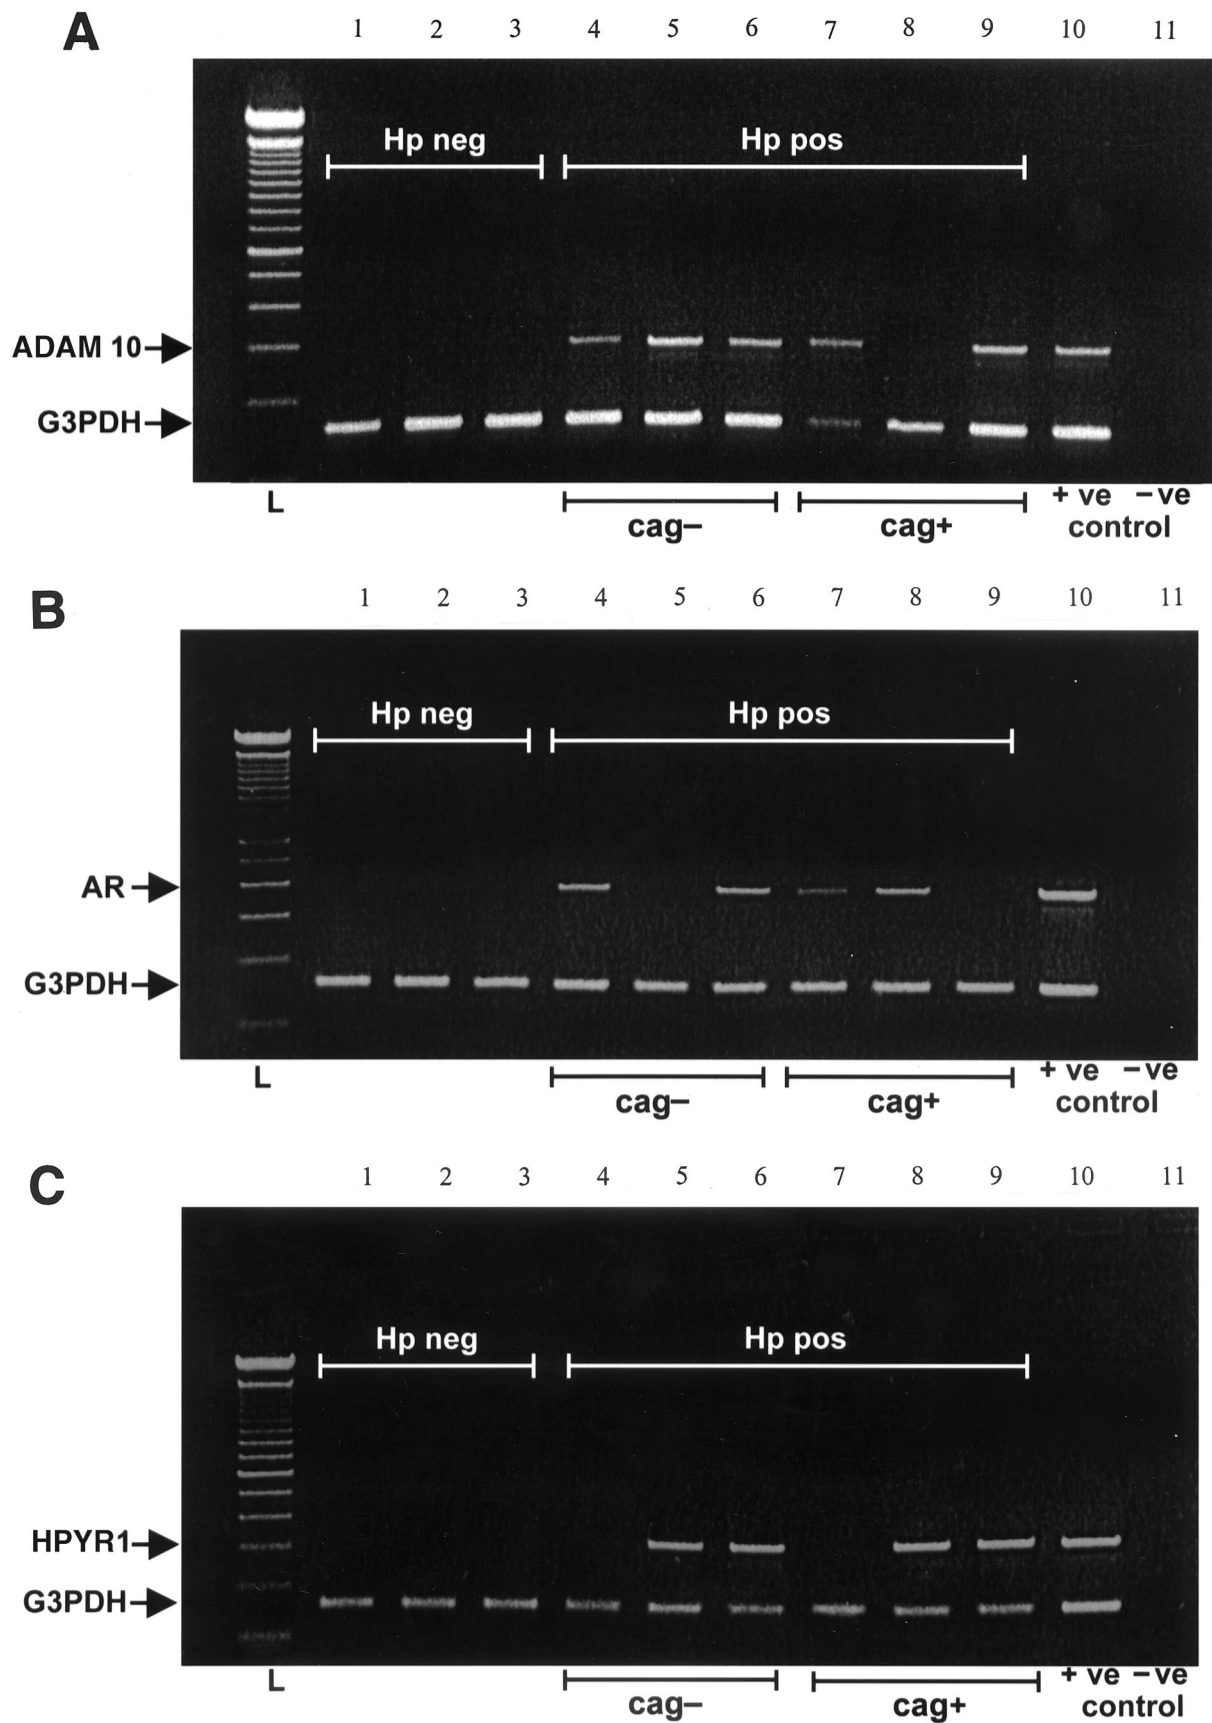 A
1 2 3 4 5 6 7 8 9 10 11
Hp neg Hp pos
ADAM 10
G3PDH
L + ve –ve
cag– cag+ control
B
1 2 3 4 5 6 7 8 9 10 11
Hp neg Hp pos
AR
G3PDH
L + ve –ve
cag– cag+ control
C
1 2 3 4 5 6 7 8 9 10 11
Hp neg Hp pos
HPYR1
G3PDH
L + ve –ve
cag– cag+ control